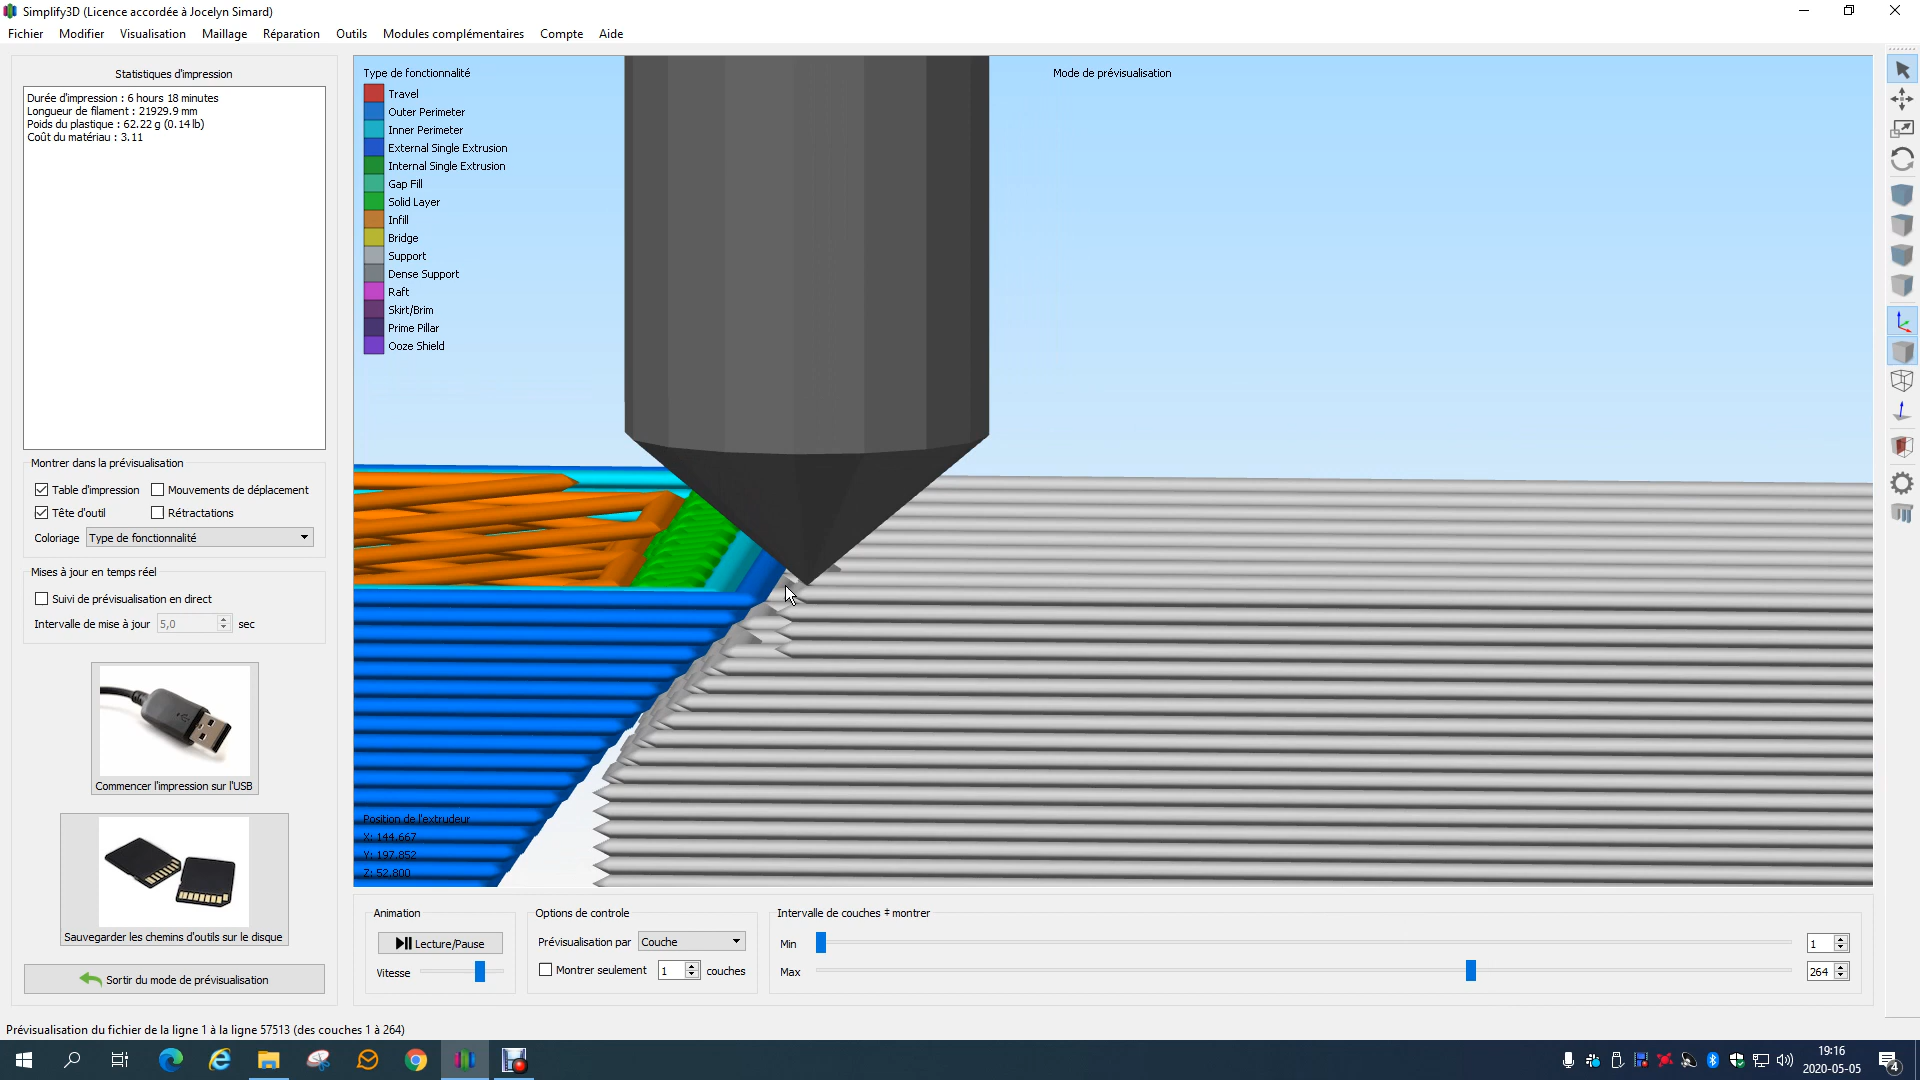 Simplify3D (Licence accordée à Jocelyn Simard)
Fichier Modifier Visualisation Maillage Réparation Outils Modules complémentaires Compte Aide
Statistiques d'impression
Durée d'impression : 6 hours 18 minutes
Longueur de filament : 21929.9 mm
Poids du plastique : 62.22 g (0.14 lb)
Coût du matériau : 3.11
Montrer dans la prévisualisation
Table d'impression Mouvements de déplacement
Tête d'outil Rétractations
Coloriage Type de fonctionnalité
Mises à jour en temps réel
Suivi de prévisualisation en direct
Intervalle de mise à jour 5,0 sec
Commencer l'impression sur l'USB
Sauvegarder les chemins d'outils sur le disque
Sortir du mode de prévisualisation
Type de fonctionnalité
Travel
Outer Perimeter
Inner Perimeter
External Single Extrusion
Internal Single Extrusion
Gap Fill
Solid Layer
Infill
Bridge
Support
Dense Support
Raft
Skirt/Brim
Prime Pillar
Ooze Shield
Mode de prévisualisation
Position de l'extrudeur
X: 144.667
Y: 197.852
Z: 52.800
Animation
Lecture/Pause
Vitesse
Options de controle
Prévisualisation par Couche
Montrer seulement 1 couches
Intervalle de couches ‡ montrer
Min 1
Max 264
Prévisualisation du fichier de la ligne 1 à la ligne 57513 (des couches 1 à 264)
19:16
2020-05-05
4